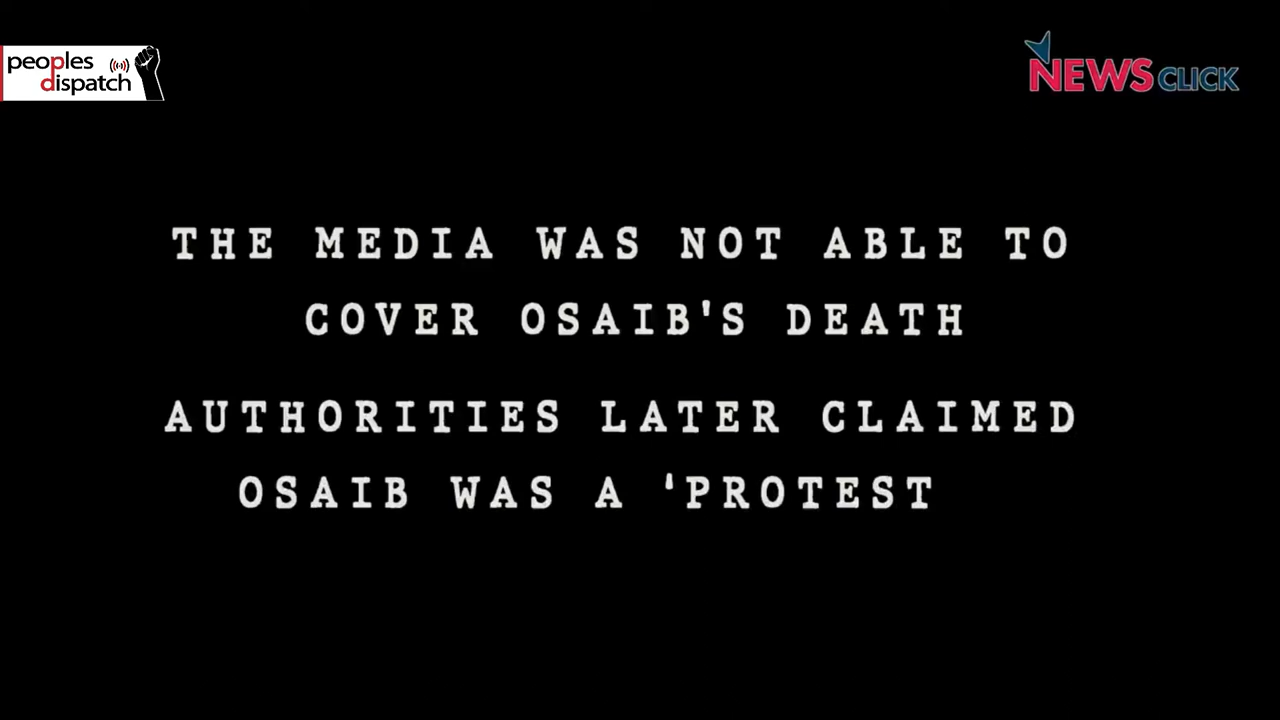 peoples
dispatch
NEWSCLICK
THE MEDIA WAS NOT ABLE TO
COVER OSAIB'S DEATH
AUTHORITIES LATER CLAIMED
OSAIB WAS A 'PROTEST